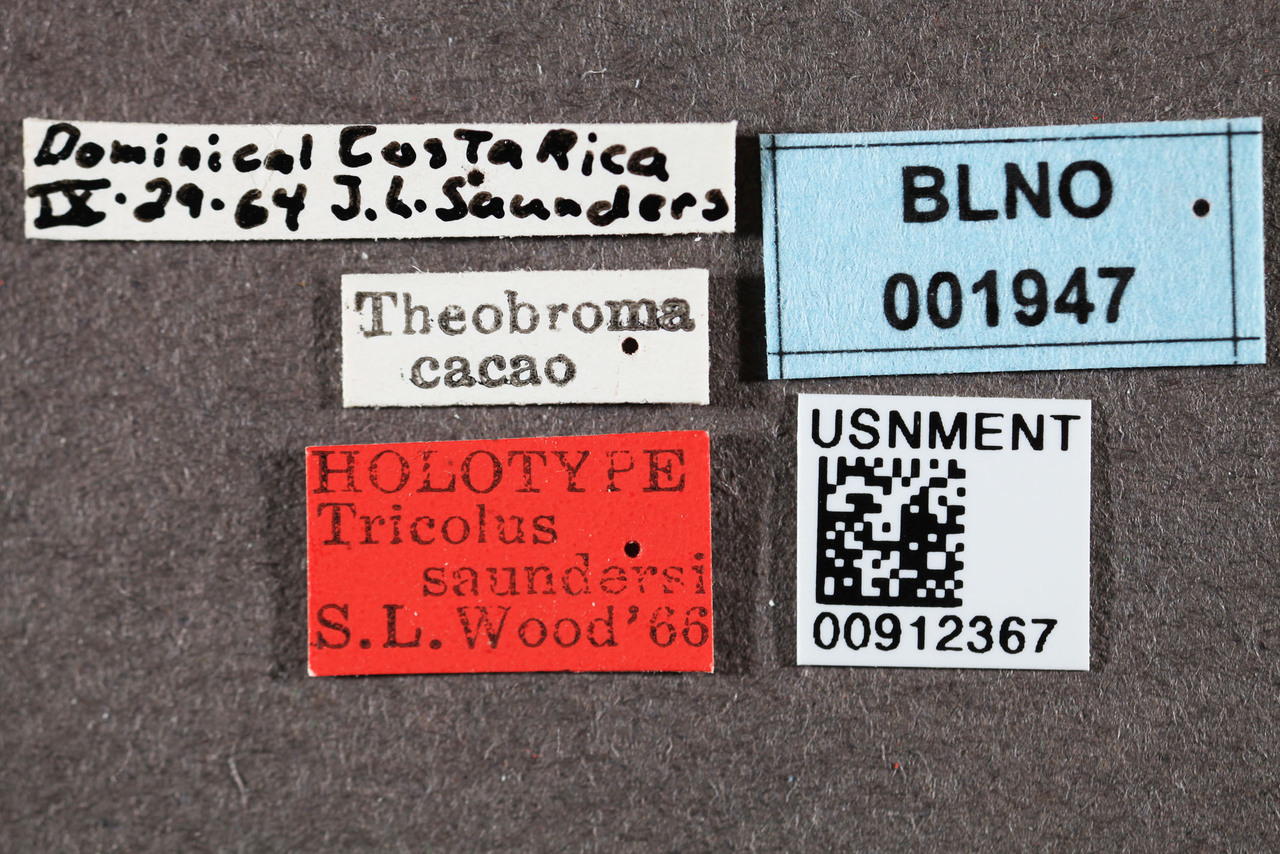 Dominical Costa Rica
IX·29·64 J.L.Saunders
Theobroma
cacao
HOLOTYPE
Tricolus
saundersi
S.L.Wood'66
BLNO
001947
USNMENT
00912367